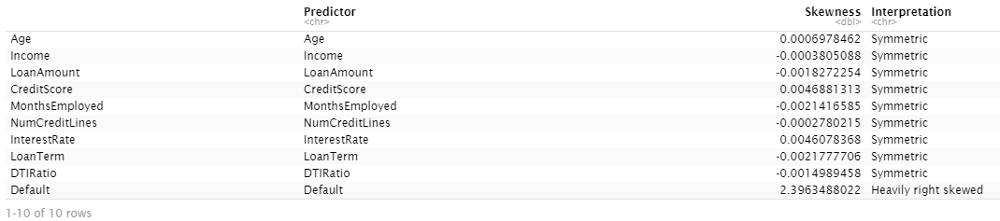 Predictor Skewness Interpretation
<chr> <dbl> <chr>
Age Age 0.0006978462 Symmetric
Income Income -0.0003805088 Symmetric
LoanAmount LoanAmount -0.0018272254 Symmetric
CreditScore CreditScore 0.0046881313 Symmetric
MonthsEmployed MonthsEmployed -0.0021416585 Symmetric
NumCreditLines NumCreditLines -0.0002780215 Symmetric
InterestRate InterestRate 0.0046078368 Symmetric
LoanTerm LoanTerm -0.0021777706 Symmetric
DTIRatio DTIRatio -0.0014989458 Symmetric
Default Default 2.3963488022 Heavily right skewed
1-10 of 10 rows